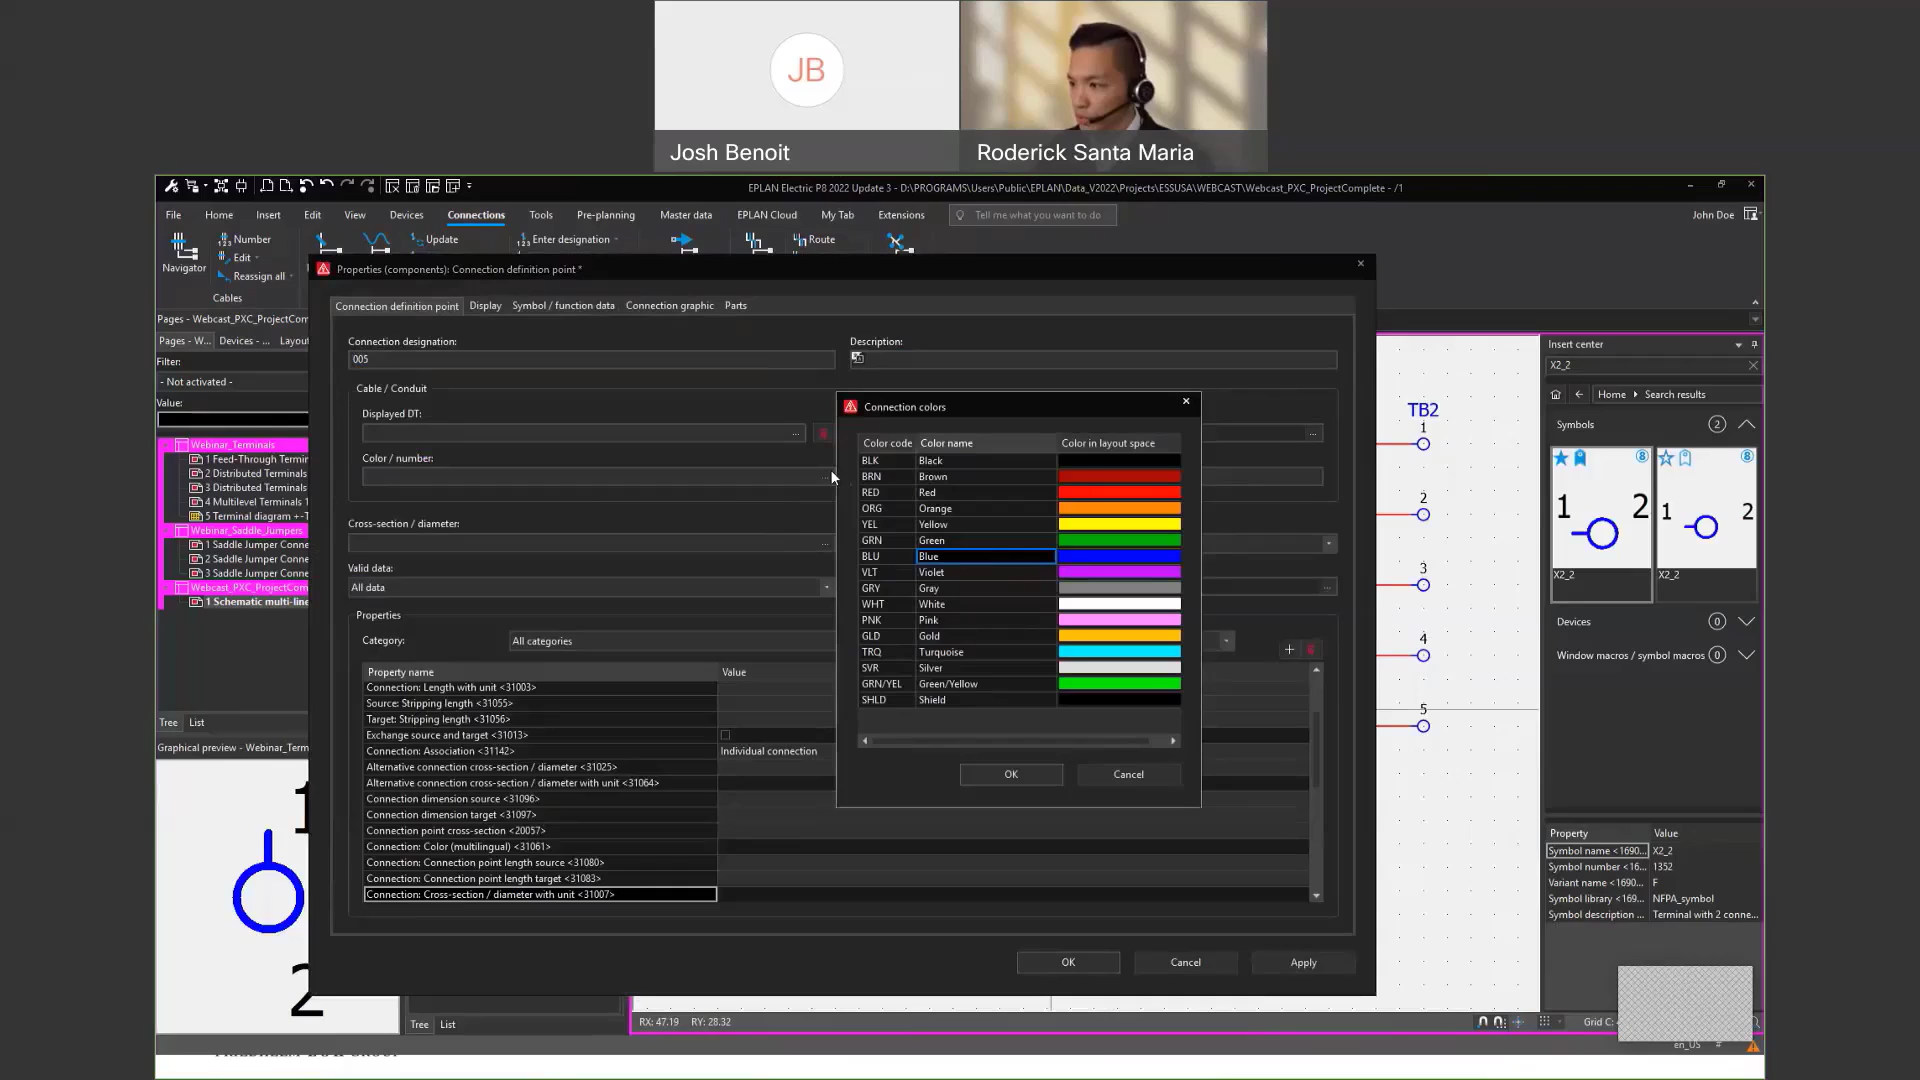 JB
Josh Benoit
Roderick Santa Maria
EPLAN Electric P8 2022 Update 3 - D:\PROGRAMS\Users\Public\EPLAN\Data_V2022\Projects\ESSUSA\WEBCAST\Webcast_PXC_ProjectComplete - /1
File Home Insert Edit View Devices Connections Tools Pre-planning Master data EPLAN Cloud My Tab Extensions Tell me what you want to do John Doe
Navigator
Number
Edit
Reassign all
Cables
Update
Enter designation
Route
Properties (components): Connection definition point *
Connection definition point Display Symbol / function data Connection graphic Parts
Connection designation:
005
Description:
Cable / Conduit
Displayed DT:
...
...
Color / number:
Cross-section / diameter:
...
Valid data:
All data
...
Properties
Category:
All categories
Property name Value
Connection: Length with unit <31003>
Source: Stripping length <31055>
Target: Stripping length <31056>
Exchange source and target <31013>
Connection: Association <31142> Individual connection
Alternative connection cross-section / diameter <31025>
Alternative connection cross-section / diameter with unit <31064>
Connection dimension source <31096>
Connection dimension target <31097>
Connection point cross-section <20057>
Connection: Color (multilingual) <31061>
Connection: Connection point length source <31080>
Connection: Connection point length target <31083>
Connection: Cross-section / diameter with unit <31007>
OK Cancel Apply
Connection colors
Color code Color name Color in layout space
BLK Black
BRN Brown
RED Red
ORG Orange
YEL Yellow
GRN Green
BLU Blue
VLT Violet
GRY Gray
WHT White
PNK Pink
GLD Gold
TRQ Turquoise
SVR Silver
GRN/YEL Green/Yellow
SHLD Shield
OK Cancel
Pages - Webcast_PXC_ProjectCom
Pages - W... Devices - ... Layout
Filter:
- Not activated -
Value:
Webinar_Terminals
1 Feed-Through Termin
2 Distributed Terminals
3 Distributed Terminals
4 Multilevel Terminals 1
5 Terminal diagram +-T
Webinar_Saddle_Jumpers
1 Saddle Jumper Conne
2 Saddle Jumper Conne
3 Saddle Jumper Conne
Webcast_PXC_ProjectCom
1 Schematic multi-line
Tree List
Graphical preview - Webinar_Term
1
2
Tree List
TB2
1
2
3
4
5
RX: 47.19 RY: 28.32
Grid C:
en_US #
Insert center
X2_2
Home Search results
Symbols 2
8
8
1 2
1 2
X2_2
X2_2
Devices 0
Window macros / symbol macros 0
Property Value
Symbol name <1690... X2_2
Symbol number <16... 1352
Variant name <1690... F
Symbol library <169... NFPA_symbol
Symbol description ... Terminal with 2 conne...